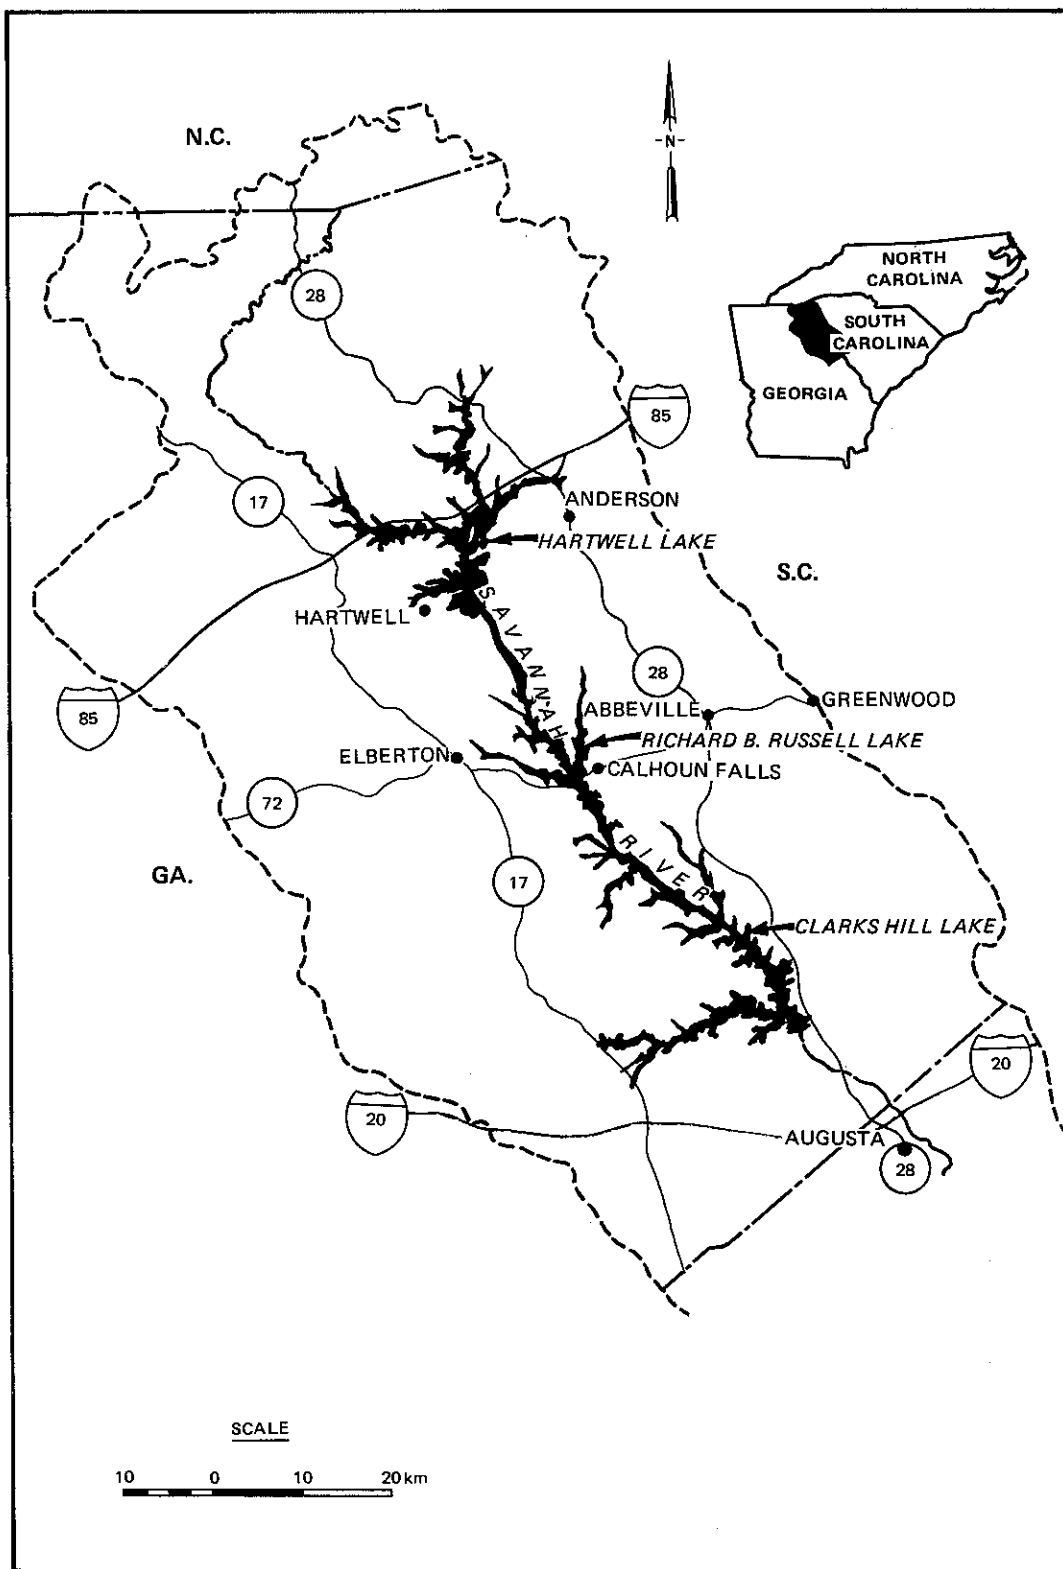 N.C.
-N-
NORTH
CAROLINA
SOUTH
CAROLINA
GEORGIA
28
85
17
ANDERSON
HARTWELL LAKE
S.C.
HARTWELL
SAVANNAH
28
85
ABBEVILLE
GREENWOOD
RICHARD B. RUSSELL LAKE
ELBERTON
CALHOUN FALLS
72
RIVER
GA.
17
CLARKS HILL LAKE
20
20
AUGUSTA
28
SCALE
10 0 10 20 km